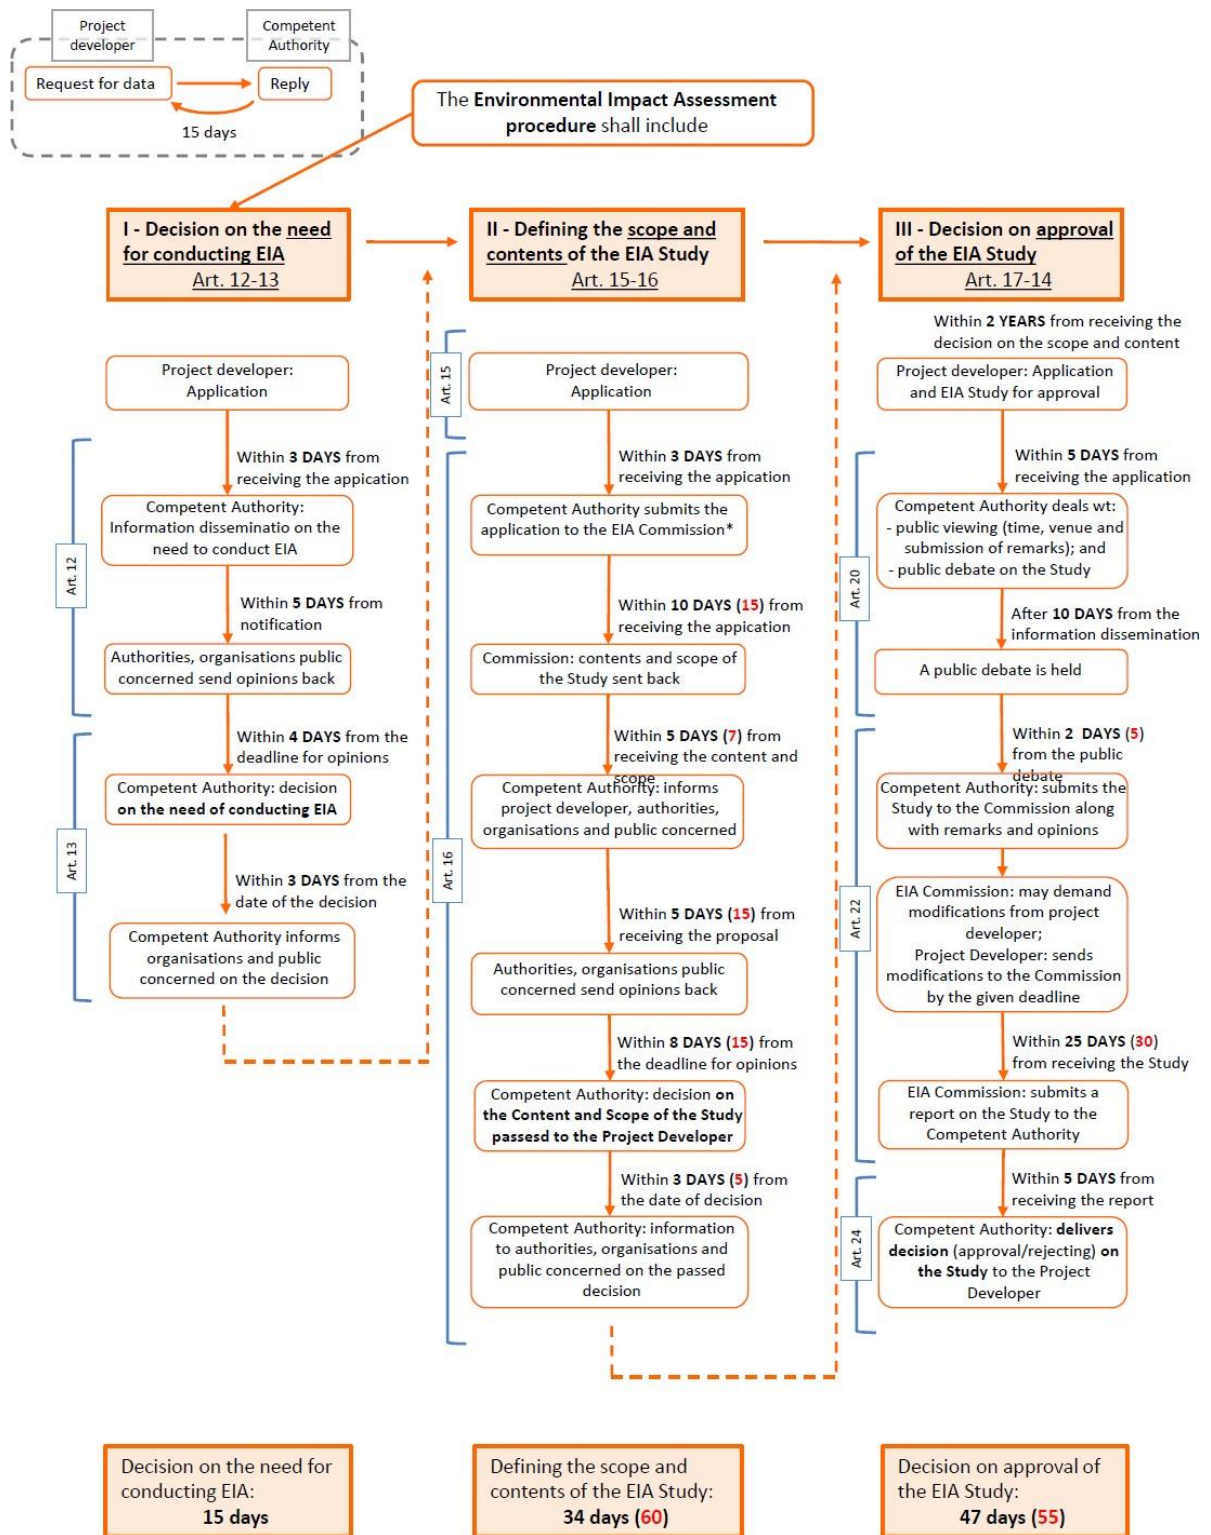 Project
developer
Competent
Authority
Request for data
Reply
15 days
The Environmental Impact Assessment
procedure shall include
I - Decision on the need
for conducting EIA
Art. 12-13
II - Defining the scope and
contents of the EIA Study
Art. 15-16
III - Decision on approval
of the EIA Study
Art. 17-14
Project developer:
Application
Within 3 DAYS from
receiving the appication
Art. 12
Competent Authority:
Information disseminatio on the
need to conduct EIA
Within 5 DAYS from
notification
Authorities, organisations public
concerned send opinions back
Within 4 DAYS from the
deadline for opinions
Art. 13
Competent Authority: decision
on the need of conducting EIA
Within 3 DAYS from the
date of the decision
Competent Authority informs
organisations and public
concerned on the decision
Art. 15
Project developer:
Application
Within 3 DAYS from
receiving the appication
Art. 16
Competent Authority submits the
application to the EIA Commission*
Within 10 DAYS (15) from
receiving the appication
Commission: contents and scope of
the Study sent back
Within 5 DAYS (7) from
receiving the content and
scope
Competent Authority: informs
project developer, authorities,
organisations and public concerned
Within 5 DAYS (15) from
receiving the proposal
Authorities, organisations public
concerned send opinions back
Within 8 DAYS (15) from
the deadline for opinions
Competent Authority: decision on
the Content and Scope of the Study
passesd to the Project Developer
Within 3 DAYS (5) from
the date of decision
Competent Authority: information
to authorities, organisations and
public concerned on the passed
decision
Within 2 YEARS from receiving the
decision on the scope and content
Project developer: Application
and EIA Study for approval
Within 5 DAYS from
receiving the application
Art. 20
Competent Authority deals wt:
- public viewing (time, venue and
submission of remarks); and
- public debate on the Study
After 10 DAYS from the
information dissemination
A public debate is held
Within 2 DAYS (5)
from the public
debate
Art. 22
Competent Authority: submits the
Study to the Commission along
with remarks and opinions
EIA Commission: may demand
modifications from project
developer;
Project Developer: sends
modifications to the Commission
by the given deadline
Within 25 DAYS (30)
from receiving the Study
EIA Commission: submits a
report on the Study to the
Competent Authority
Within 5 DAYS from
receiving the report
Art. 24
Competent Authority: delivers
decision (approval/rejecting) on
the Study to the Project
Developer
Decision on the need for
conducting EIA:
15 days
Defining the scope and
contents of the EIA Study:
34 days (60)
Decision on approval of
the EIA Study:
47 days (55)